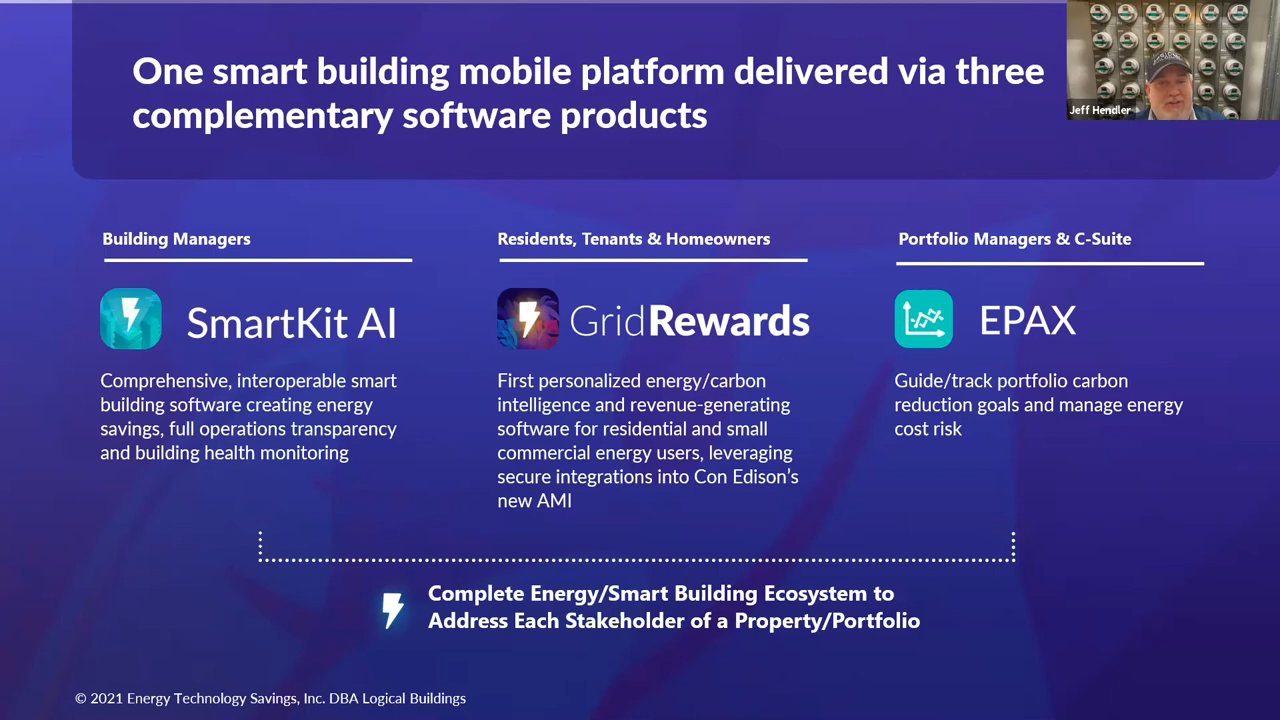 One smart building mobile platform delivered via three
complementary software products
Jeff Hendler
Building Managers
SmartKit AI
Comprehensive, interoperable smart
building software creating energy
savings, full operations transparency
and building health monitoring
Residents, Tenants & Homeowners
GridRewards
First personalized energy/carbon
intelligence and revenue-generating
software for residential and small
commercial energy users, leveraging
secure integrations into Con Edison’s
new AMI
Portfolio Managers & C-Suite
EPAX
Guide/track portfolio carbon
reduction goals and manage energy
cost risk
Complete Energy/Smart Building Ecosystem to
Address Each Stakeholder of a Property/Portfolio
© 2021 Energy Technology Savings, Inc. DBA Logical Buildings